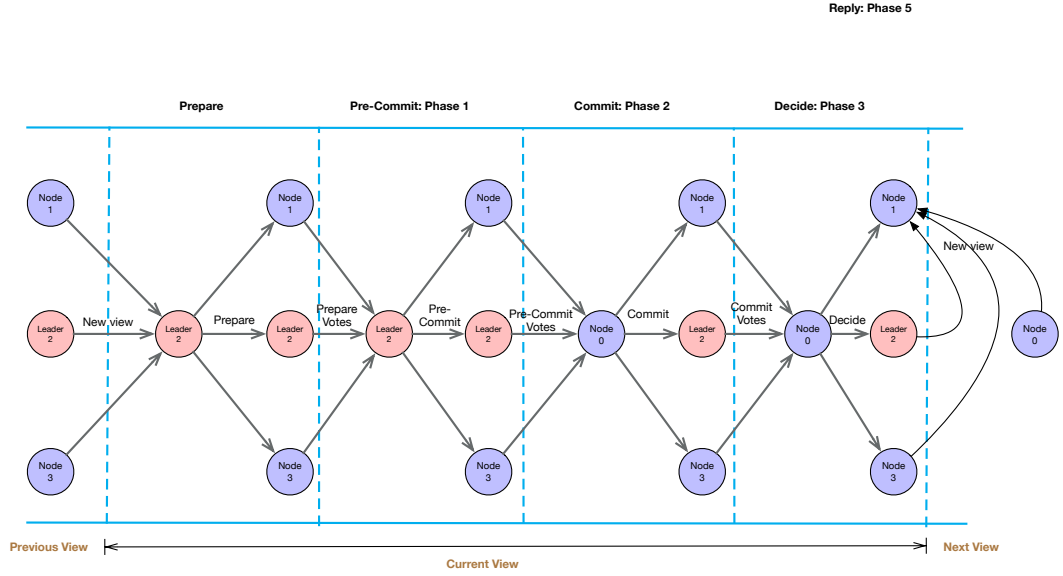 Reply: Phase 5
Prepare
Pre-Commit: Phase 1
Commit: Phase 2
Decide: Phase 3
Node
1
Node
1
Node
1
Node
1
Node
1
New view
Leader
2
New view
Leader
2
Prepare
Leader
2
Prepare
Votes
Leader
2
Pre-
Commit
Leader
2
Pre-Commit
Votes
Node
0
Commit
Leader
2
Commit
Votes
Node
0
Decide
Leader
2
Node
0
Node
3
Node
3
Node
3
Node
3
Node
3
Previous View
Current View
Next View